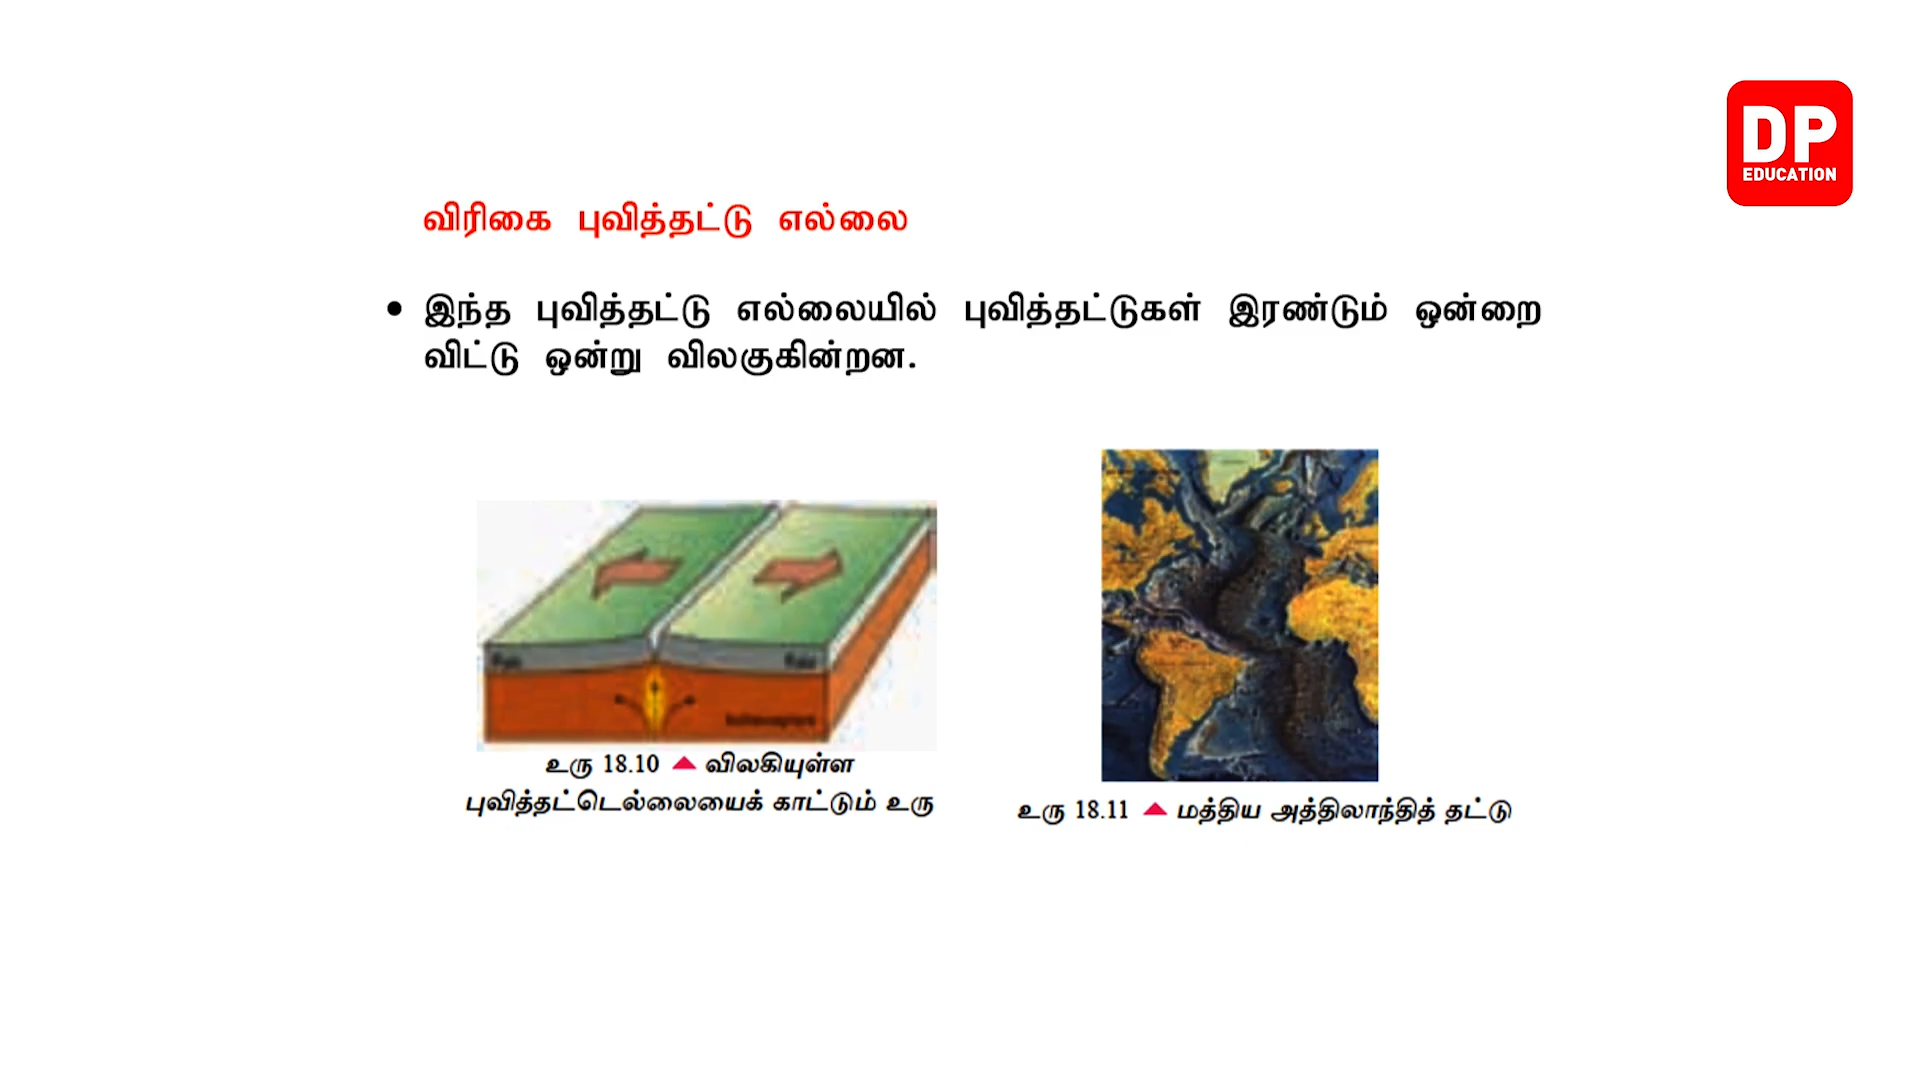 DP
EDUCATION
விரிகை புவித்தட்டு எல்லை
• இந்த புவித்தட்டு எல்லையில் புவித்தட்டுகள் இரண்டும் ஒன்றை
விட்டு ஒன்று விலகுகின்றன.
உரு 18.10 ▲ விலகியுள்ள
புவித்தட்டெல்லையைக் காட்டும் உரு
உரு 18.11 ▲ மத்திய அத்திலாந்தித் தட்டு